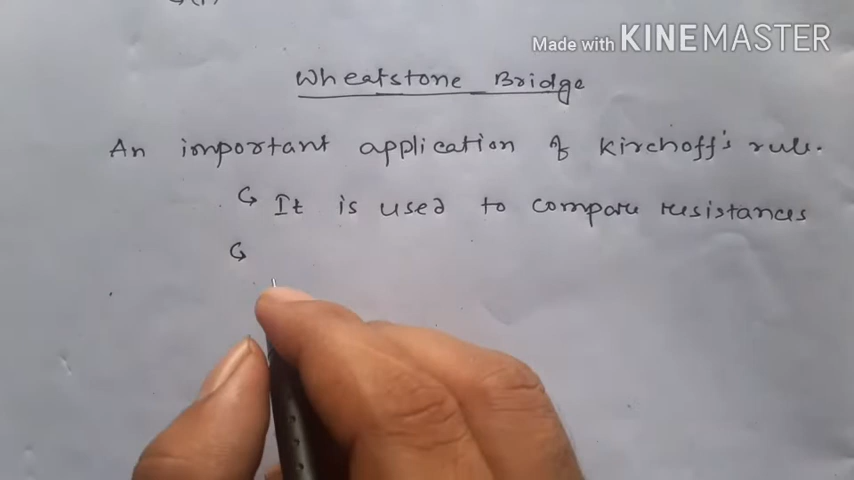 Made with KINEMASTER
Wheatstone Bridge
An important application of Kirchoff's rule.
↳ It is used to compare resistances
↳